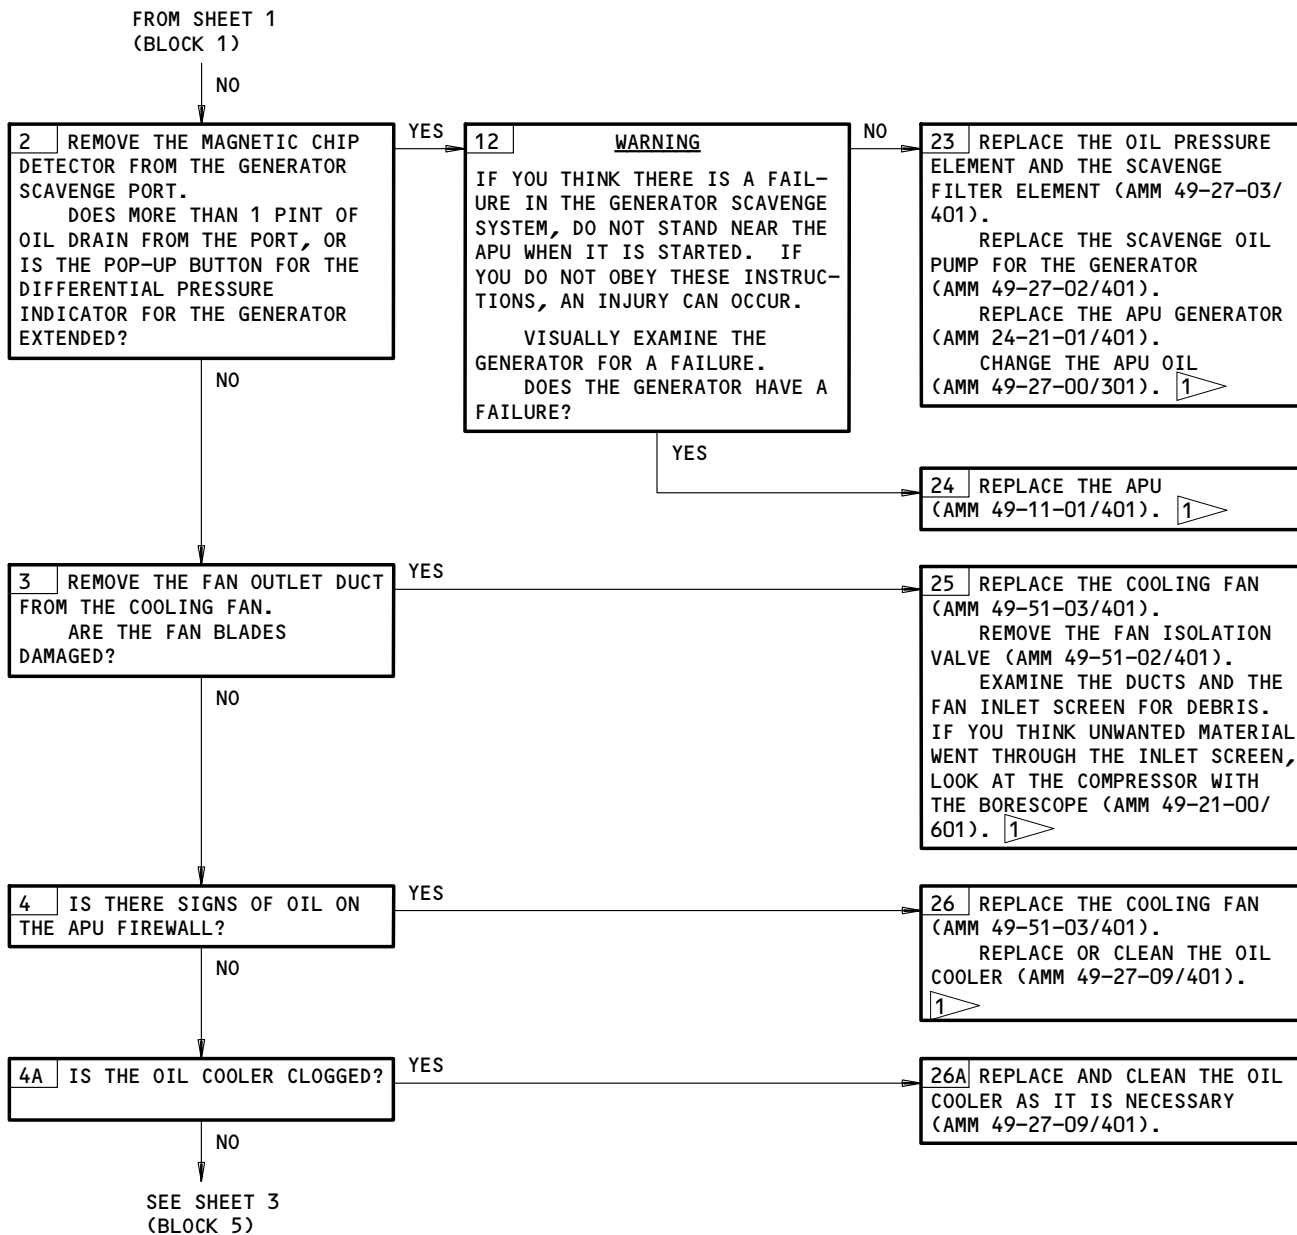 FROM SHEET 1
(BLOCK 1)
NO
2 REMOVE THE MAGNETIC CHIP
DETECTOR FROM THE GENERATOR
SCAVENGE PORT.
DOES MORE THAN 1 PINT OF
OIL DRAIN FROM THE PORT, OR
IS THE POP-UP BUTTON FOR THE
DIFFERENTIAL PRESSURE
INDICATOR FOR THE GENERATOR
EXTENDED?
YES
12 WARNING
IF YOU THINK THERE IS A FAIL-
URE IN THE GENERATOR SCAVENGE
SYSTEM, DO NOT STAND NEAR THE
APU WHEN IT IS STARTED. IF
YOU DO NOT OBEY THESE INSTRUC-
TIONS, AN INJURY CAN OCCUR.
VISUALLY EXAMINE THE
GENERATOR FOR A FAILURE.
DOES THE GENERATOR HAVE A
FAILURE?
NO
23 REPLACE THE OIL PRESSURE
ELEMENT AND THE SCAVENGE
FILTER ELEMENT (AMM 49-27-03/
401).
REPLACE THE SCAVENGE OIL
PUMP FOR THE GENERATOR
(AMM 49-27-02/401).
REPLACE THE APU GENERATOR
(AMM 24-21-01/401).
CHANGE THE APU OIL
(AMM 49-27-00/301). 1
YES
24 REPLACE THE APU
(AMM 49-11-01/401). 1
NO
3 REMOVE THE FAN OUTLET DUCT
FROM THE COOLING FAN.
ARE THE FAN BLADES
DAMAGED?
YES
25 REPLACE THE COOLING FAN
(AMM 49-51-03/401).
REMOVE THE FAN ISOLATION
VALVE (AMM 49-51-02/401).
EXAMINE THE DUCTS AND THE
FAN INLET SCREEN FOR DEBRIS.
IF YOU THINK UNWANTED MATERIAL
WENT THROUGH THE INLET SCREEN,
LOOK AT THE COMPRESSOR WITH
THE BORESCOPE (AMM 49-21-00/
601). 1
NO
4 IS THERE SIGNS OF OIL ON
THE APU FIREWALL?
YES
26 REPLACE THE COOLING FAN
(AMM 49-51-03/401).
REPLACE OR CLEAN THE OIL
COOLER (AMM 49-27-09/401).
1
NO
4A IS THE OIL COOLER CLOGGED?
YES
26A REPLACE AND CLEAN THE OIL
COOLER AS IT IS NECESSARY
(AMM 49-27-09/401).
NO
SEE SHEET 3
(BLOCK 5)